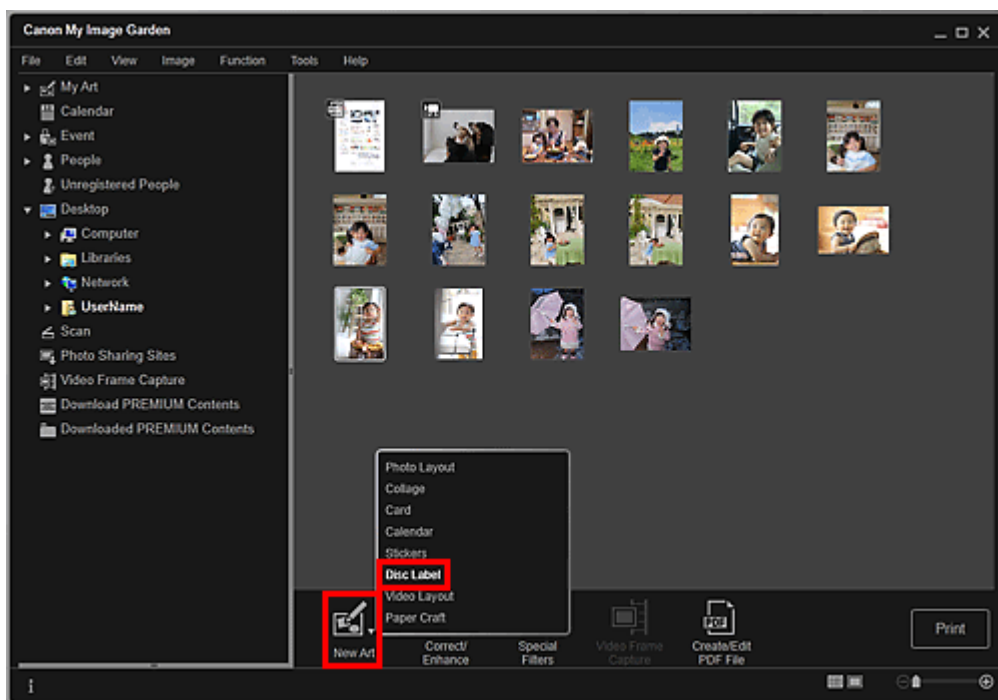 Canon My Image Garden
File Edit View Image Function Tools Help
My Art
Calendar
Event
People
Unregistered People
Desktop
Computer
Libraries
Network
UserName
Scan
Photo Sharing Sites
Video Frame Capture
Download PREMIUM Contents
Downloaded PREMIUM Contents
Photo Layout
Collage
Card
Calendar
Stickers
Disc Label
Video Layout
Paper Craft
New Art
Correct/
Enhance
Special
Filters
Video Frame
Capture
PDF
Create/Edit
PDF File
Print